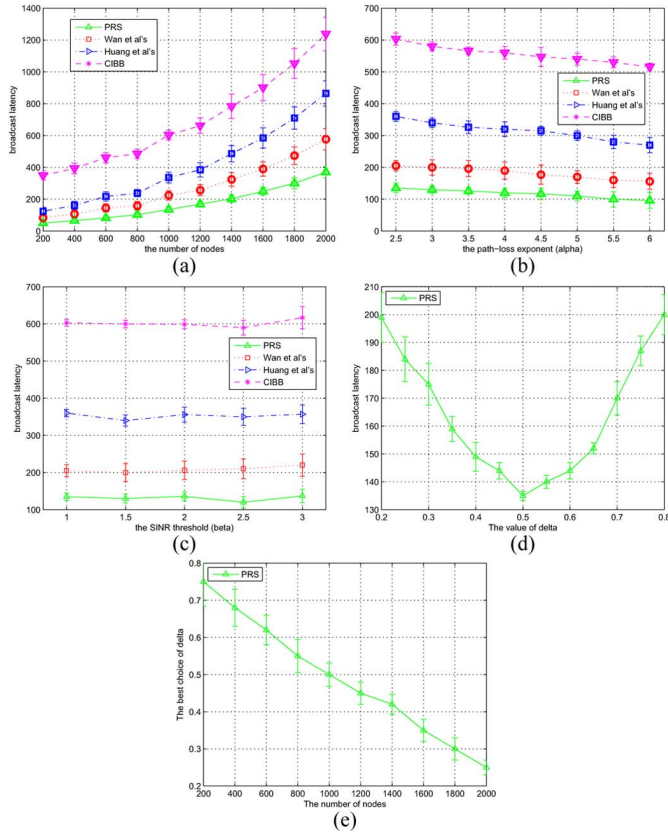 1400
1200
1000
800
600
400
200
0
broadcast latency
PRS
Wan et al's
Huang et al's
CIBB
200 400 600 800 1000 1200 1400 1600 1800 2000
the number of nodes
(a)
700
600
500
400
300
200
100
0
broadcast latency
PRS
Wan et al's
Huang et al's
CIBB
2.5 3 3.5 4 4.5 5 5.5 6
the path-loss exponent (alpha)
(b)
700
600
500
400
300
200
100
broadcast latency
PRS
Wan et al's
Huang et al's
CIBB
1 1.5 2 2.5 3
the SINR threshold (beta)
(c)
210
200
190
180
170
160
150
140
130
broadcast latency
PRS
0.2 0.3 0.4 0.5 0.6 0.7 0.8
The value of delta
(d)
0.8
0.7
0.6
0.5
0.4
0.3
0.2
The best choice of delta
PRS
200 400 600 800 1000 1200 1400 1600 1800 2000
The number of nodes
(e)